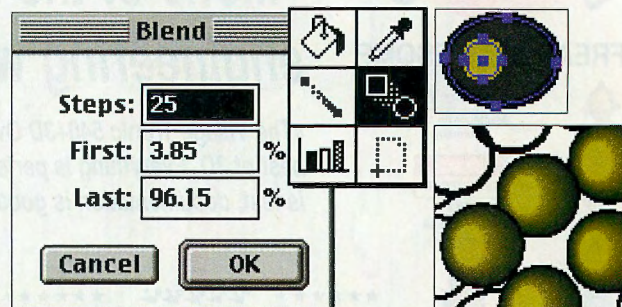 Blend
Steps: 25
First: 3.85 %
Last: 96.15 %
Cancel OK